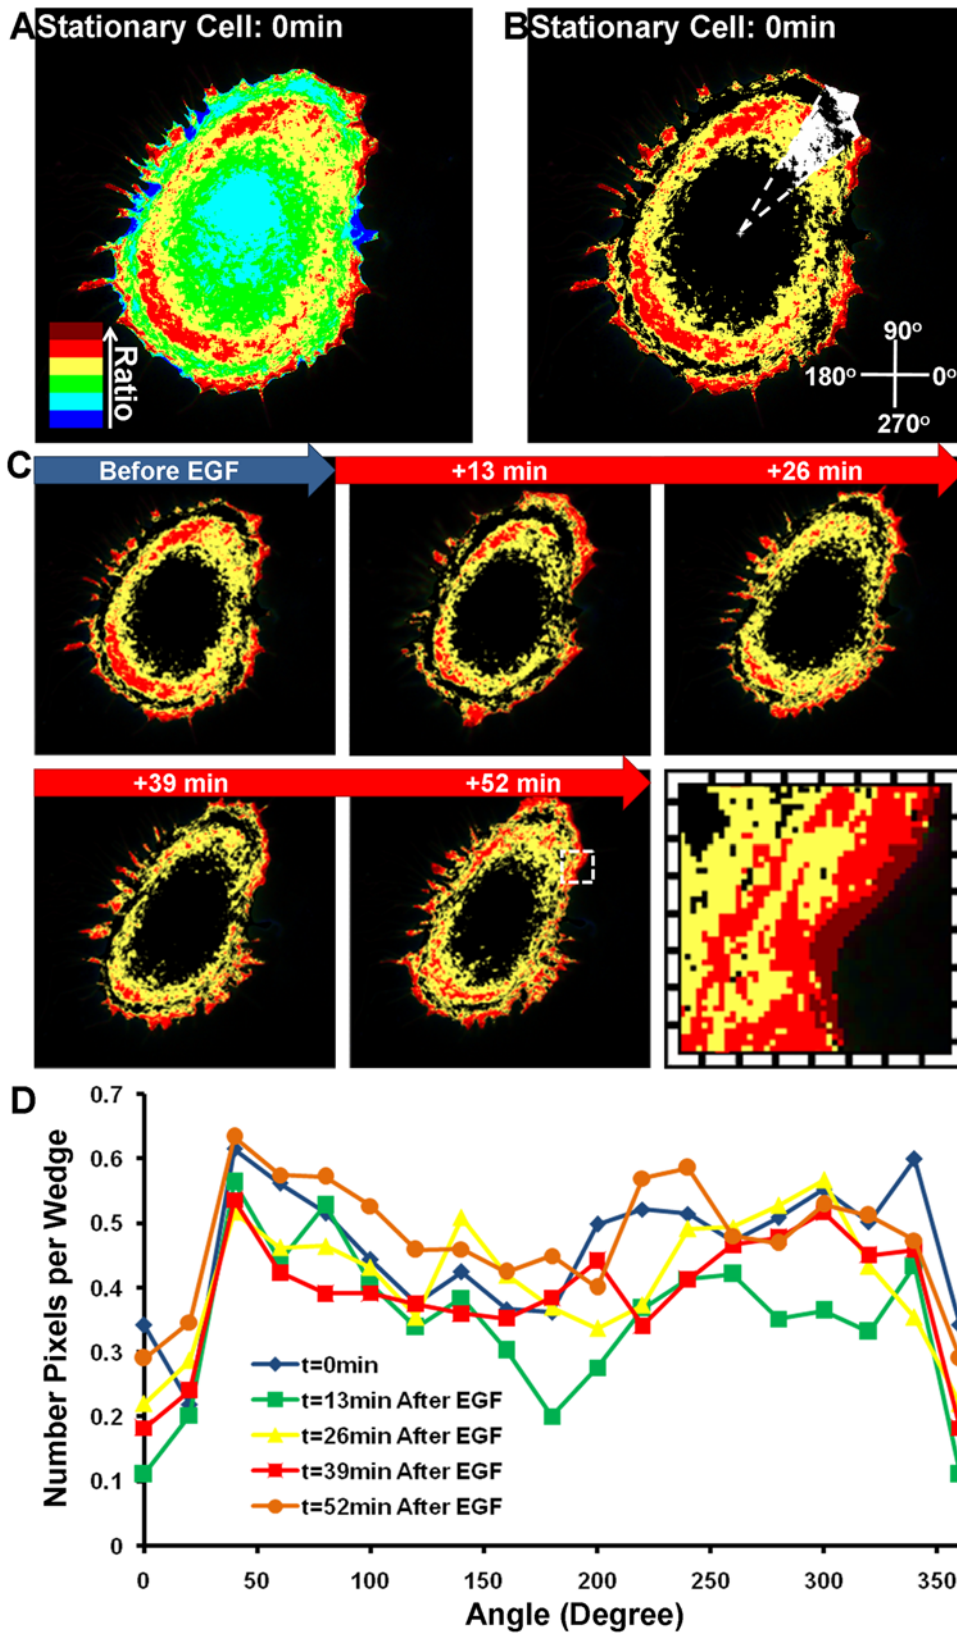 A Stationary Cell: 0min
B Stationary Cell: 0min
Ratio
90°
180° 0°
270°
C
Before EGF +13 min +26 min
+39 min +52 min
D
Number Pixels per Wedge
0.7
0.6
0.5
0.4
0.3
0.2
0.1
0
t=0min
t=13min After EGF
t=26min After EGF
t=39min After EGF
t=52min After EGF
0 50 100 150 200 250 300 350
Angle (Degree)